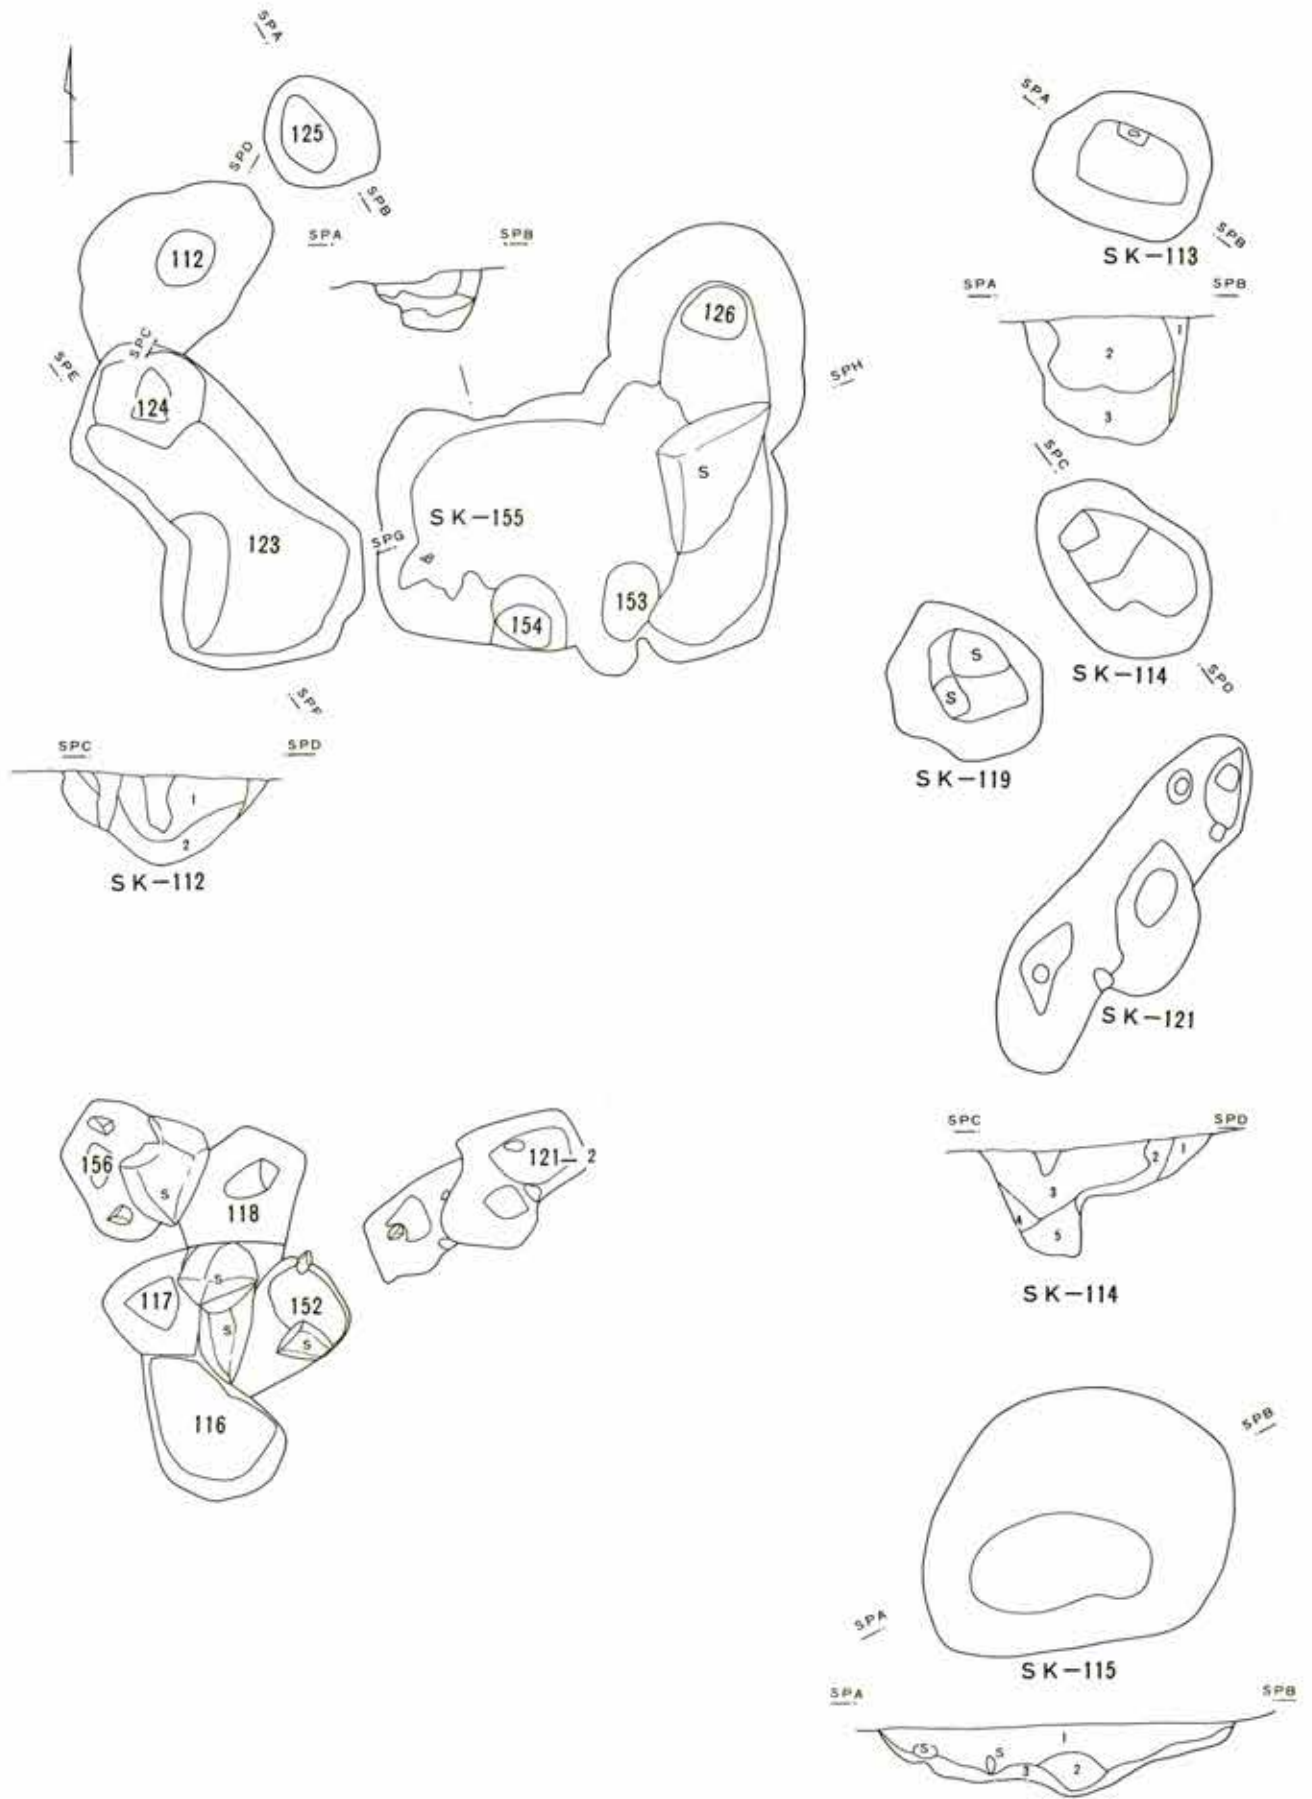 SPA
125
SPD
SPB
112
SPA
SPB
SPC
SPE
124
123
126
SPH
S
SK-155
SPG
154
153
SPF
SPC
SPD
1
2
SK-112
SPA
SPB
SK-113
SPA
SPB
1
2
3
SPC
SPD
SK-114
S
S
SK-119
SK-121
156
S
118
121-2
117
S
S
152
S
116
SPC
SPD
1
2
3
4
5
SK-114
SPB
SPA
SK-115
SPA
SPB
S
S
1
2
3